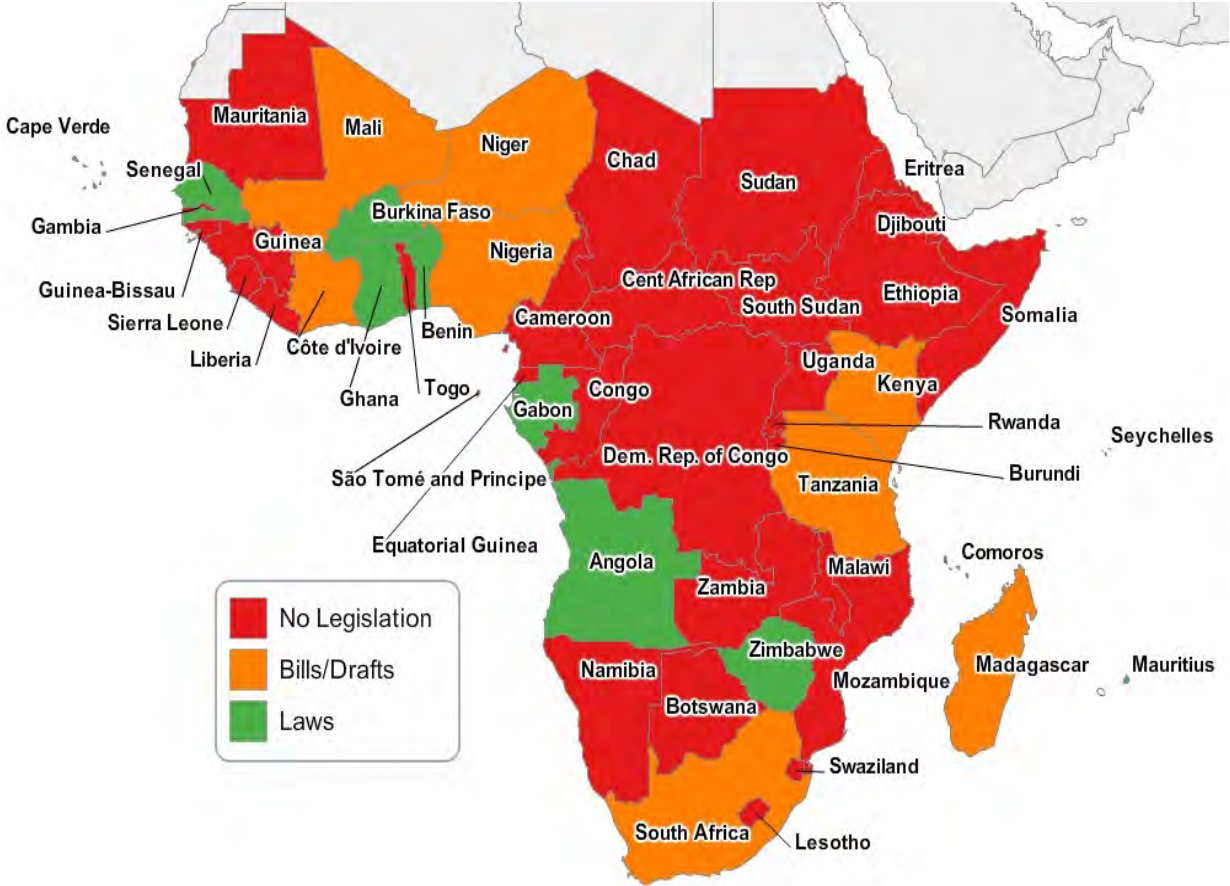 Mauritania
Mali
Niger
Chad
Sudan
Eritrea
Cape Verde
Senegal
Gambia
Burkina Faso
Djibouti
Guinea
Nigeria
Cent African Rep
South Sudan
Ethiopia
Somalia
Guinea-Bissau
Sierra Leone
Liberia
Côte d'Ivoire
Benin
Cameroon
Ghana
Togo
Gabon
Congo
Uganda
Kenya
Rwanda
Seychelles
Dem. Rep. of Congo
Burundi
São Tomé and Principe
Tanzania
Equatorial Guinea
Angola
Zambia
Malawi
Comoros
No Legislation
Bills/Drafts
Laws
Namibia
Zimbabwe
Botswana
Mozambique
Madagascar
Mauritius
Swaziland
South Africa
Lesotho